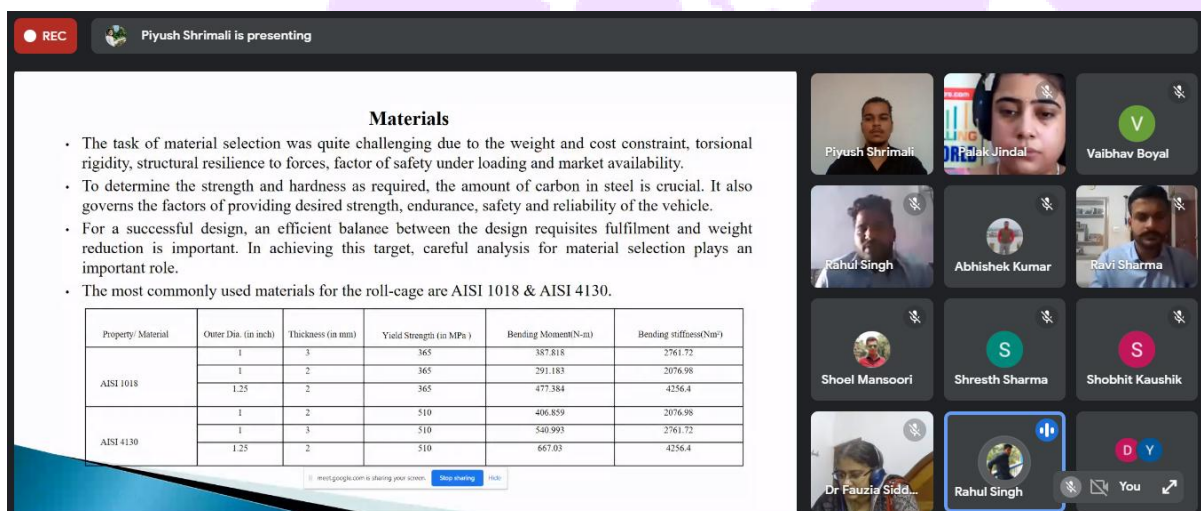 REC
Piyush Shrimali is presenting
Materials
• The task of material selection was quite challenging due to the weight and cost constraint, torsional
rigidity, structural resilience to forces, factor of safety under loading and market availability.
• To determine the strength and hardness as required, the amount of carbon in steel is crucial. It also
governs the factors of providing desired strength, endurance, safety and reliability of the vehicle.
• For a successful design, an efficient balance between the design requisites fulfilment and weight
reduction is important. In achieving this target, careful analysis for material selection plays an
important role.
• The most commonly used materials for the roll-cage are AISI 1018 & AISI 4130.
Property/ Material Outer Dia. (in inch) Thickness (in mm) Yield Strength (in MPa ) Bending Moment(N-m) Bending stiffness(Nm²)
AISI 1018
1 3 365 387.818 2761.72
1 2 365 291.183 2076.98
1.25 2 365 477.384 4256.4
AISI 4130
1 2 510 406.859 2076.98
1 3 510 540.993 2761.72
1.25 2 510 667.03 4256.4
meet.google.com is sharing your screen. Stop sharing Hide
Piyush Shrimali
Palak Jindal
V
Vaibhav Boyal
Rahul Singh
Abhishek Kumar
Ravi Sharma
Shoel Mansoori
S
Shresth Sharma
S
Shobhit Kaushik
Dr Fauzia Sidd...
Rahul Singh
D Y
You